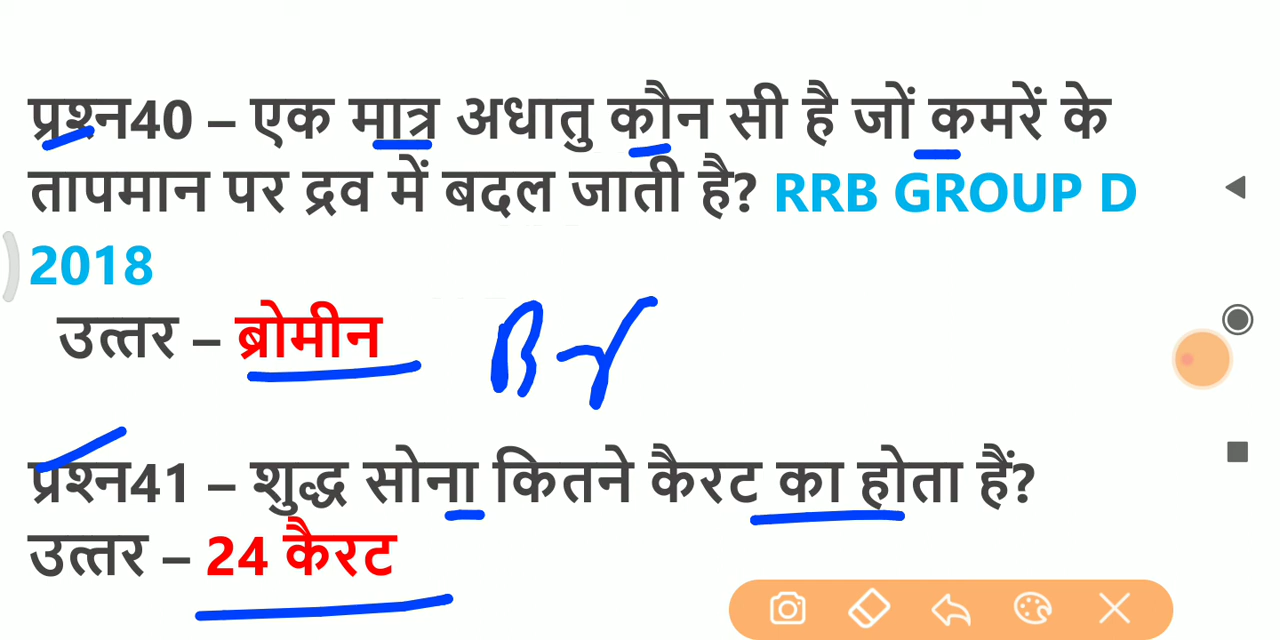 प्रश्न40 – एक मात्र अधातु कौन सी है जों कमरें के
तापमान पर द्रव में बदल जाती है? RRB GROUP D
2018
उत्तर – ब्रोमीन
Br
प्रश्न41 – शुद्ध सोना कितने कैरट का होता हैं?
उत्तर – 24 कैरट